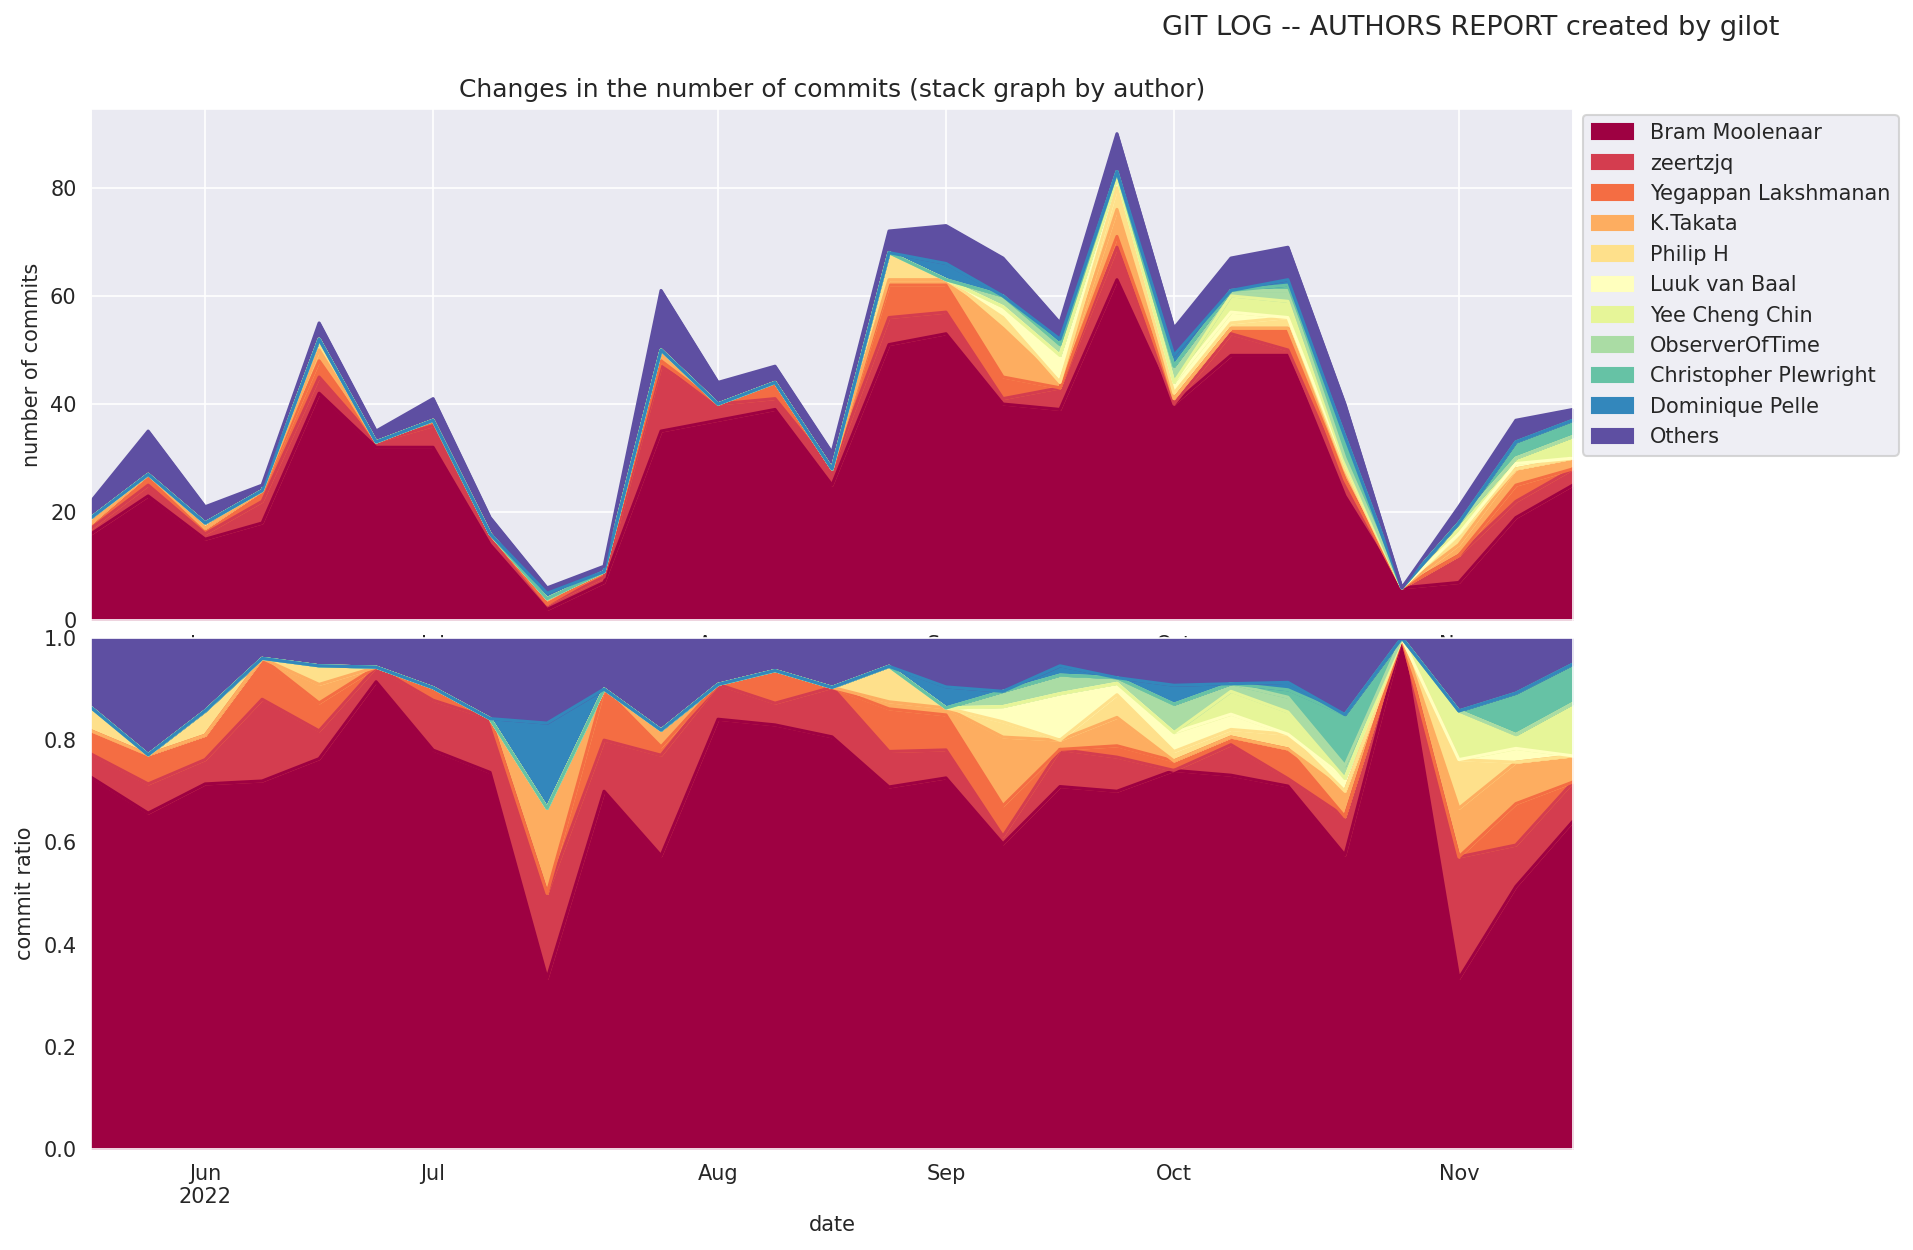 GIT LOG -- AUTHORS REPORT created by gilot
Changes in the number of commits (stack graph by author)
number of commits
80
60
40
20
0
Bram Moolenaar
zeertzjq
Yegappan Lakshmanan
K.Takata
Philip H
Luuk van Baal
Yee Cheng Chin
ObserverOfTime
Christopher Plewright
Dominique Pelle
Others
commit ratio
1.0
0.8
0.6
0.4
0.2
0.0
Jun Jul Aug Sep Oct Nov
2022
date